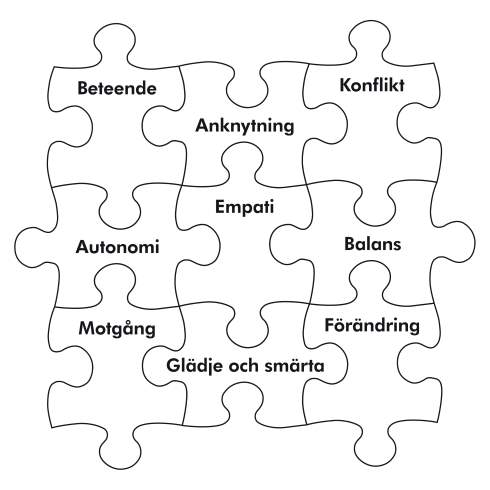 Beteende
Anknytning
Konflikt
Autonomi
Empati
Balans
Motgång
Glädje och smärta
Förändring